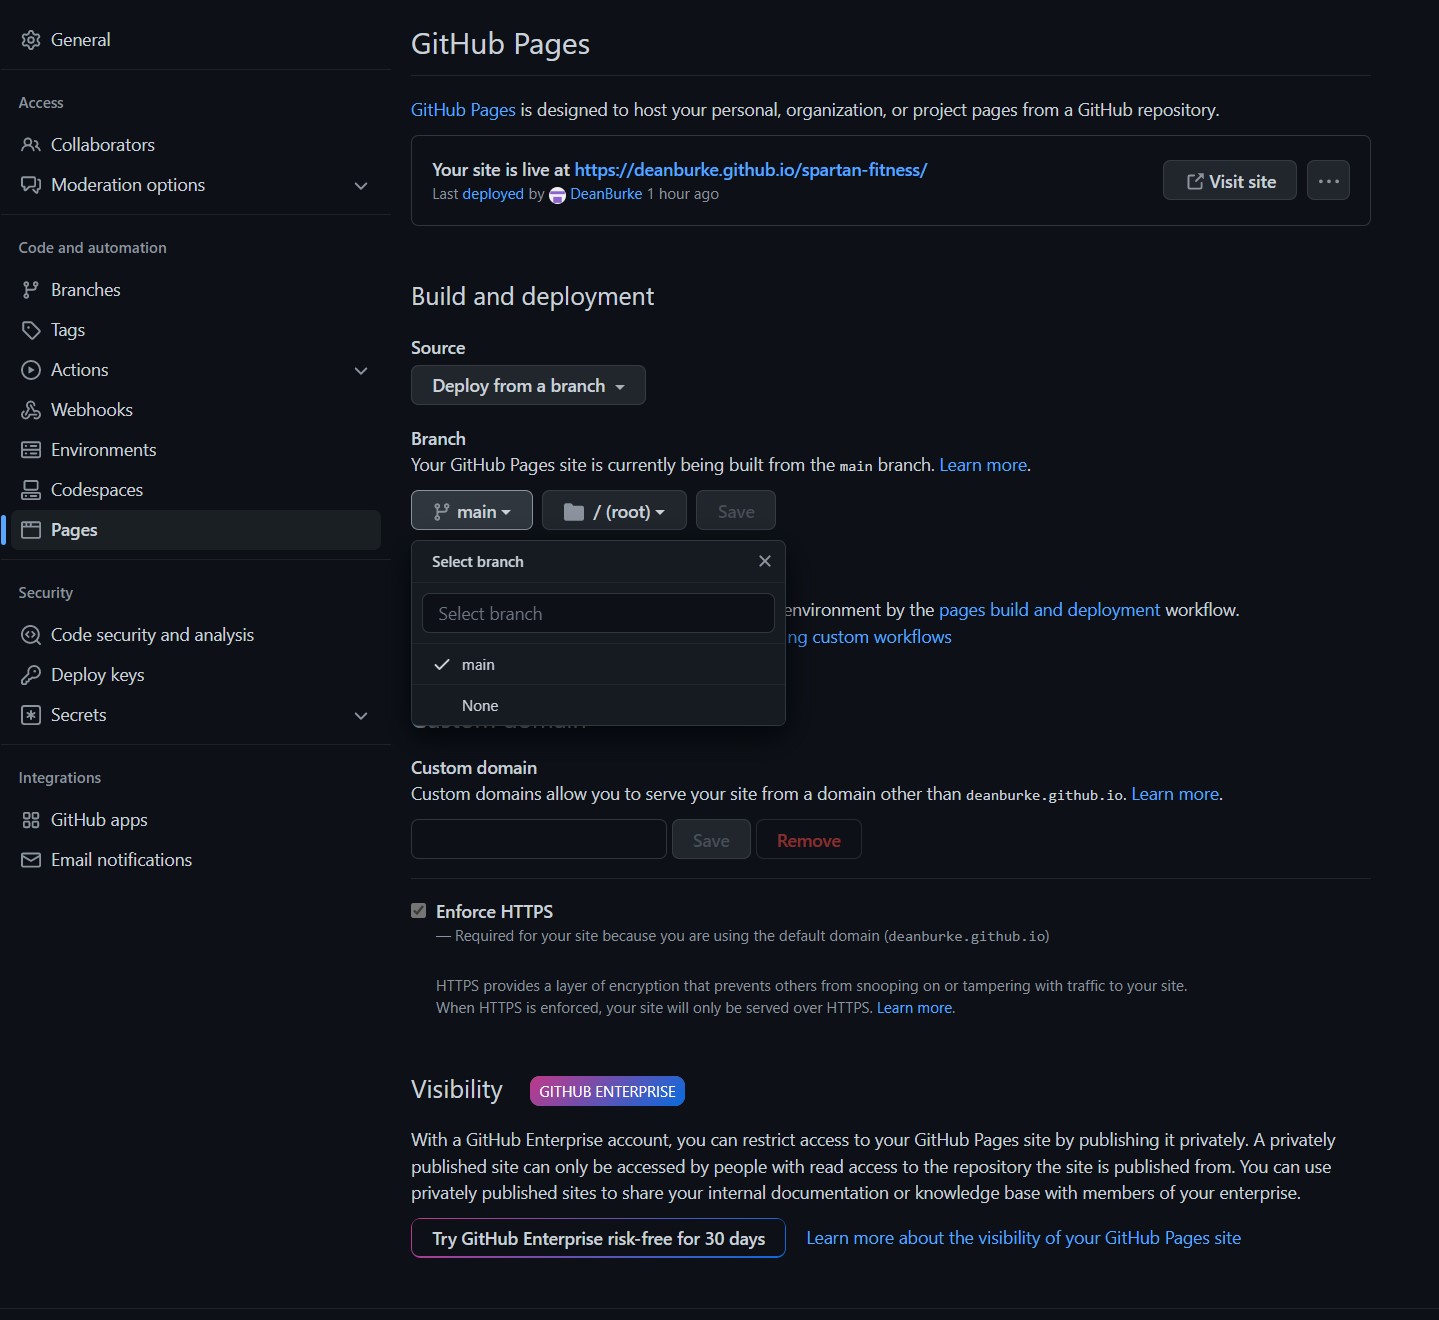 General
Access
Collaborators
Moderation options
Code and automation
Branches
Tags
Actions
Webhooks
Environments
Codespaces
Pages
Security
Code security and analysis
Deploy keys
Secrets
Integrations
GitHub apps
Email notifications
GitHub Pages
GitHub Pages is designed to host your personal, organization, or project pages from a GitHub repository.
Your site is live at https://deanburke.github.io/spartan-fitness/
Last deployed by DeanBurke 1 hour ago
Visit site
Build and deployment
Source
Deploy from a branch
Branch
Your GitHub Pages site is currently being built from the main branch. Learn more.
main / (root) Save
Select branch
Select branch
main
None
environment by the pages build and deployment workflow.
ng custom workflows
Custom domain
Custom domain
Custom domains allow you to serve your site from a domain other than deanburke.github.io. Learn more.
Save Remove
Enforce HTTPS
— Required for your site because you are using the default domain (deanburke.github.io)
HTTPS provides a layer of encryption that prevents others from snooping on or tampering with traffic to your site.
When HTTPS is enforced, your site will only be served over HTTPS. Learn more.
Visibility GITHUB ENTERPRISE
With a GitHub Enterprise account, you can restrict access to your GitHub Pages site by publishing it privately. A privately
published site can only be accessed by people with read access to the repository the site is published from. You can use
privately published sites to share your internal documentation or knowledge base with members of your enterprise.
Try GitHub Enterprise risk-free for 30 days Learn more about the visibility of your GitHub Pages site